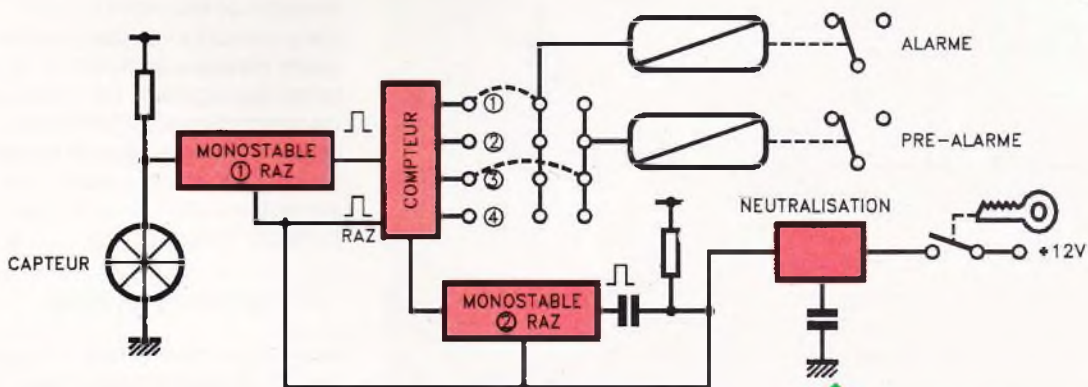 ALARME
PRE-ALARME
MONOSTABLE
① RAZ
COMPTEUR
①
②
③
④
RAZ
CAPTEUR
NEUTRALISATION
+12V
MONOSTABLE
② RAZ